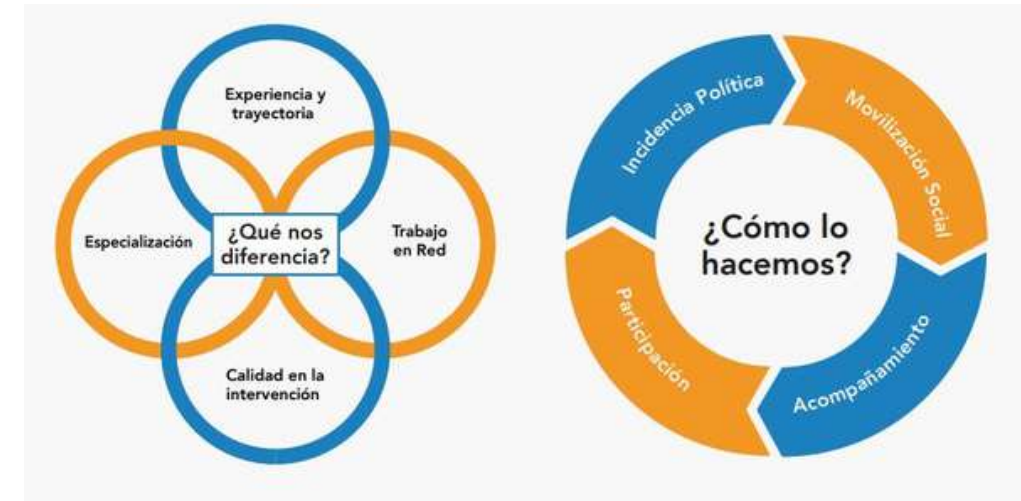 Experiencia y
trayectoria
Especialización
¿Qué nos
diferencia?
Trabajo
en Red
Calidad en la
intervención
Incidencia Política
Movilización Social
¿Cómo lo
hacemos?
Participación
Acompañamiento